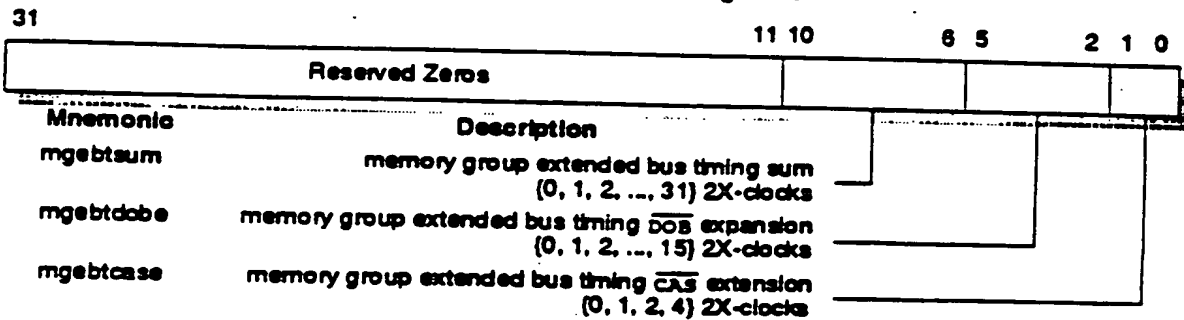 31 11 10 6 5 2 1 0
Reserved Zeros
Mnemonic Description
mgebtsum memory group extended bus timing sum
{0, 1, 2, ..., 31} 2X-clocks
mgebtdobe memory group extended bus timing DOB expansion
{0, 1, 2, ..., 15} 2X-clocks
mgebtcase memory group extended bus timing CAS extension
{0, 1, 2, 4} 2X-clocks